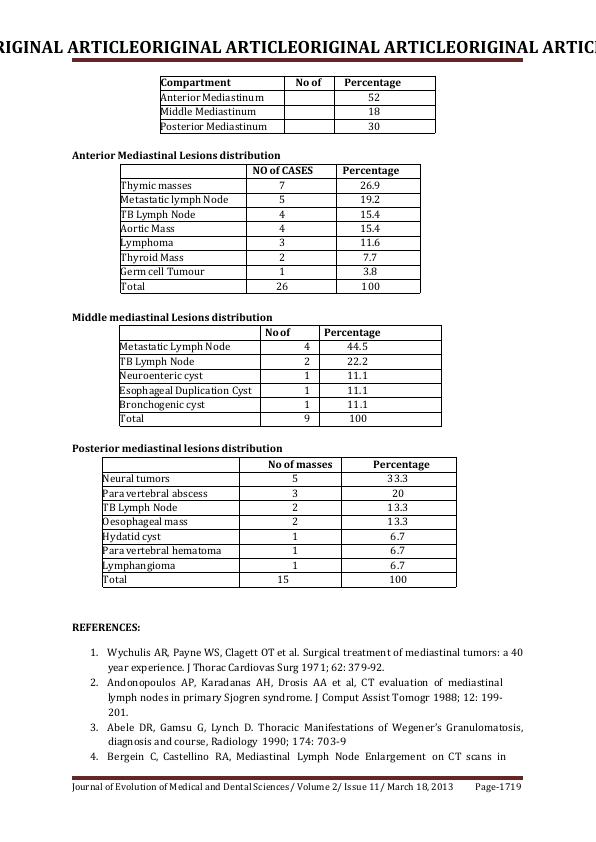 RIGINAL ARTICLEORIGINAL ARTICLEORIGINAL ARTICLEORIGINAL ARTIC
Compartment No of Percentage
Anterior Mediastinum 52
Middle Mediastinum 18
Posterior Mediastinum 30
Anterior Mediastinal Lesions distribution
NO of CASES Percentage
Thymic masses 7 26.9
Metastatic lymph Node 5 19.2
TB Lymph Node 4 15.4
Aortic Mass 4 15.4
Lymphoma 3 11.6
Thyroid Mass 2 7.7
Germ cell Tumour 1 3.8
Total 26 100
Middle mediastinal Lesions distribution
No of Percentage
Metastatic Lymph Node 4 44.5
TB Lymph Node 2 22.2
Neuroenteric cyst 1 11.1
Esophageal Duplication Cyst 1 11.1
Bronchogenic cyst 1 11.1
Total 9 100
Posterior mediastinal lesions distribution
No of masses Percentage
Neural tumors 5 33.3
Para vertebral abscess 3 20
TB Lymph Node 2 13.3
Oesophageal mass 2 13.3
Hydatid cyst 1 6.7
Para vertebral hematoma 1 6.7
Lymphangioma 1 6.7
Total 15 100
REFERENCES:
1. Wychulis AR, Payne WS, Clagett OT et al. Surgical treatment of mediastinal tumors: a 40
year experience. J Thorac Cardiovas Surg 1971; 62: 379-92.
2. Andonopoulos AP, Karadanas AH, Drosis AA et al, CT evaluation of mediastinal
lymph nodes in primary Sjogren syndrome. J Comput Assist Tomogr 1988; 12: 199-
201.
3. Abele DR, Gamsu G, Lynch D. Thoracic Manifestations of Wegener's Granulomatosis,
diagnosis and course, Radiology 1990; 174: 703-9
4. Bergein C, Castellino RA, Mediastinal Lymph Node Enlargement on CT scans in
Journal of Evolution of Medical and Dental Sciences/ Volume 2/ Issue 11/ March 18, 2013 Page-1719